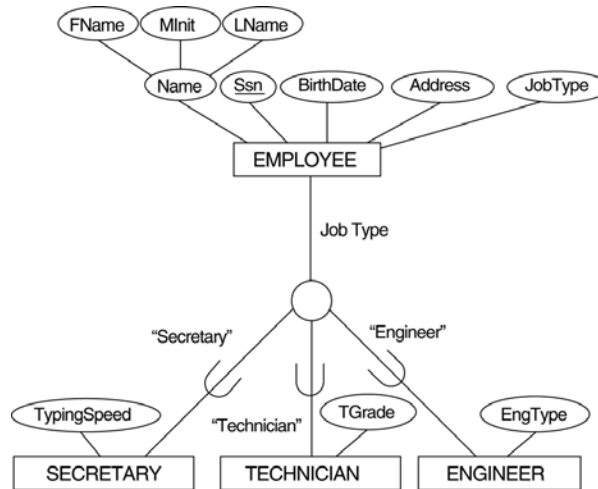 FName MInit LName
Name Ssn BirthDate Address JobType
EMPLOYEE
Job Type
“Secretary” “Engineer”
TypingSpeed “Technician” TGrade EngType
SECRETARY TECHNICIAN ENGINEER